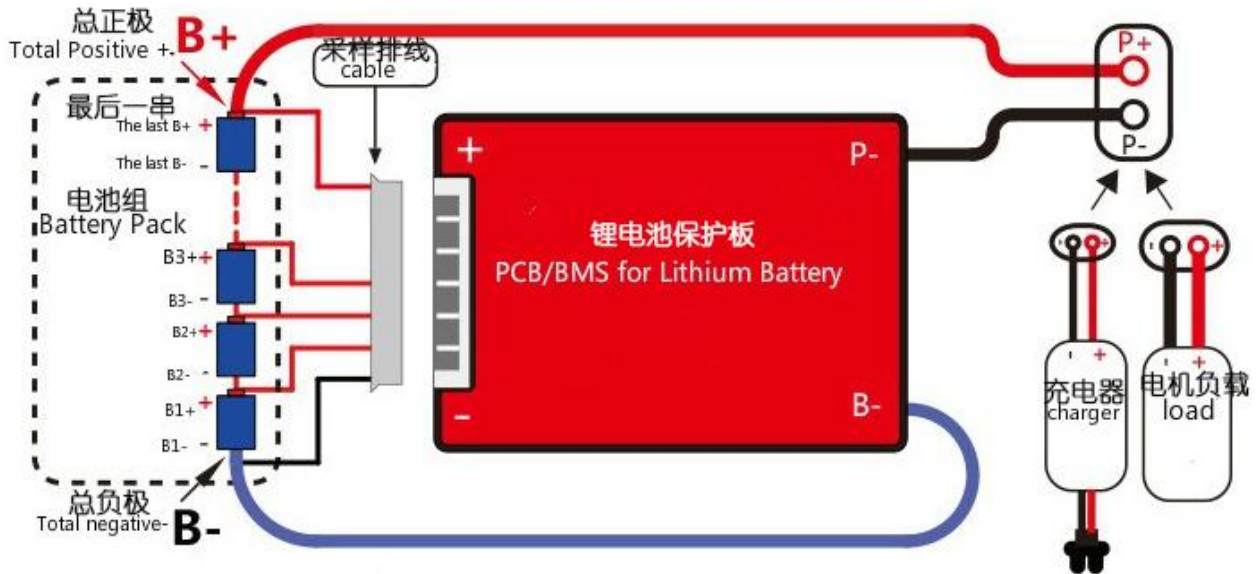 总正极
Total Positive +-
B+
采样排线
cable
P+
P-
最后一串
The last B+ +
The last B- -
电池组
Battery Pack
B3+ +
B3- -
B2+ +
B2- -
B1+ +
B1- -
总负极
Total negative-
B-
+
P-
锂电池保护板
PCB/BMS for Lithium Battery
B-
-
- +
- +
充电器
charger
- +
- +
电机负载
load